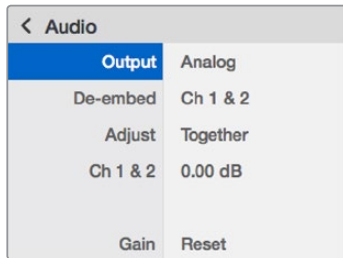 < Audio
Output Analog
De-embed Ch 1 & 2
Adjust Together
Ch 1 & 2 0.00 dB
Gain Reset